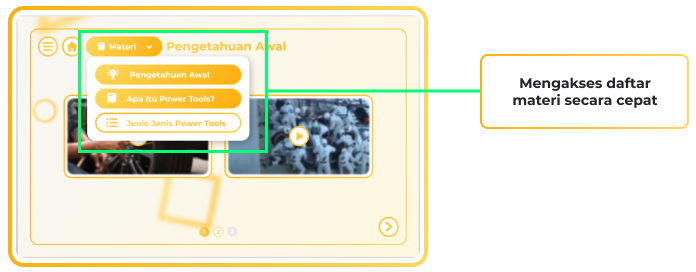 Materi
Pengetahuan Awal
Pengetahuan Awal
Apa Itu Power Tools?
Jenis-Jenis Power Tools
Mengakses daftar
materi secara cepat
1 2 3